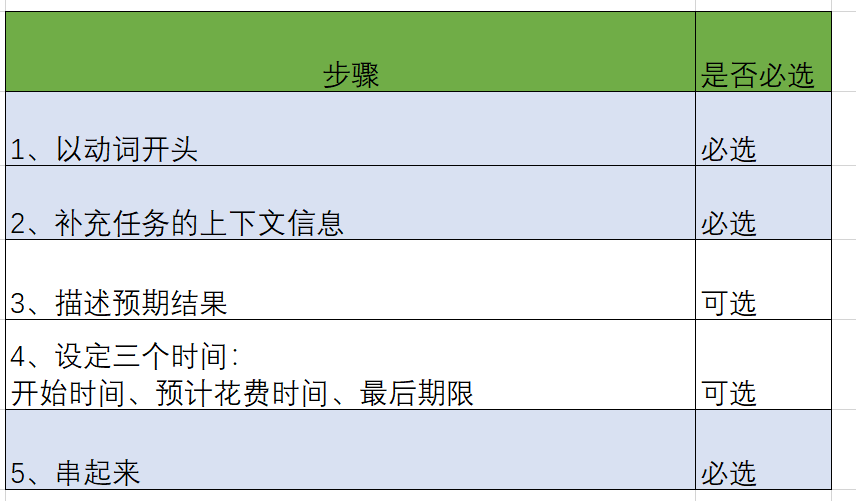 步骤 是否必选
1、以动词开头 必选
2、补充任务的上下文信息 必选
3、描述预期结果 可选
4、设定三个时：
开始时间、预计花费时间、最后期限 可选
5、串起来 必选